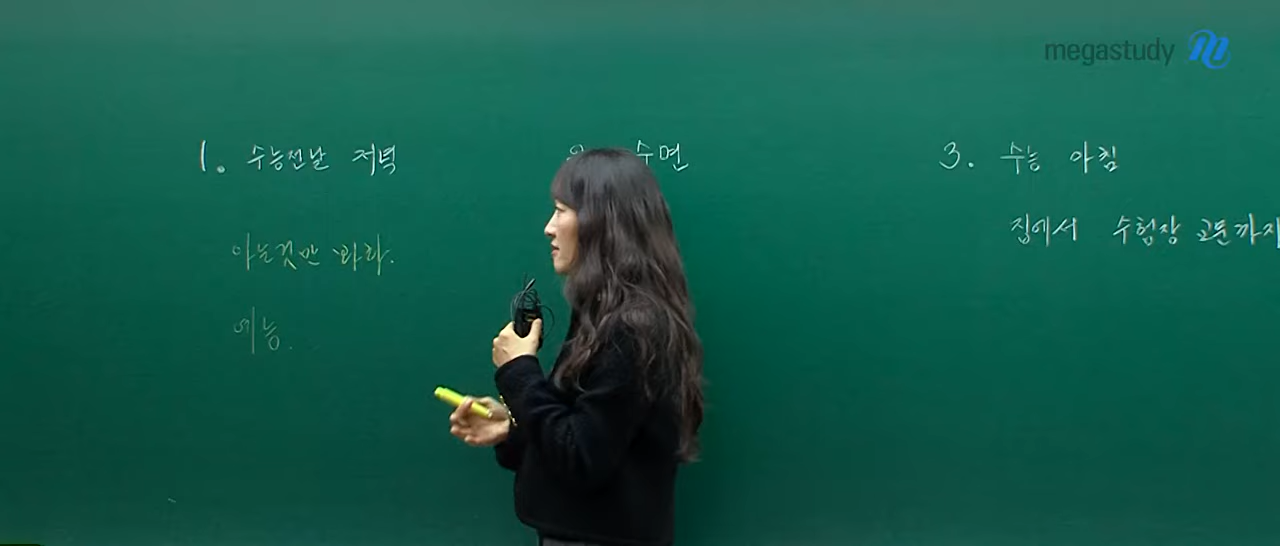 megastudy
1. 수능전날 저녁
아는것만 봐라.
예능.
2. 수면
3. 수능 아침
집에서 수험장 교문까지